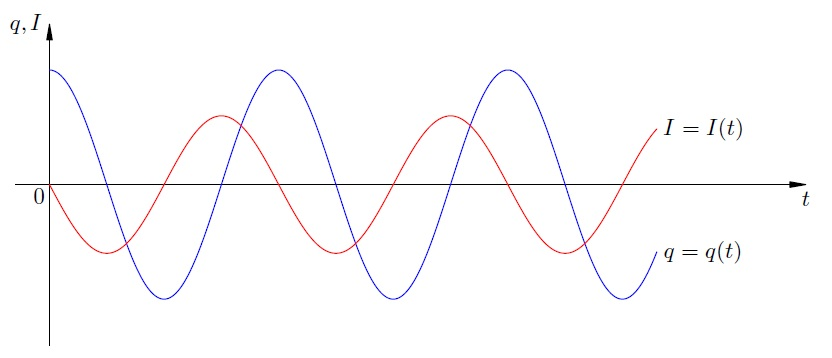 q, I
I = I(t)
0
t
q = q(t)